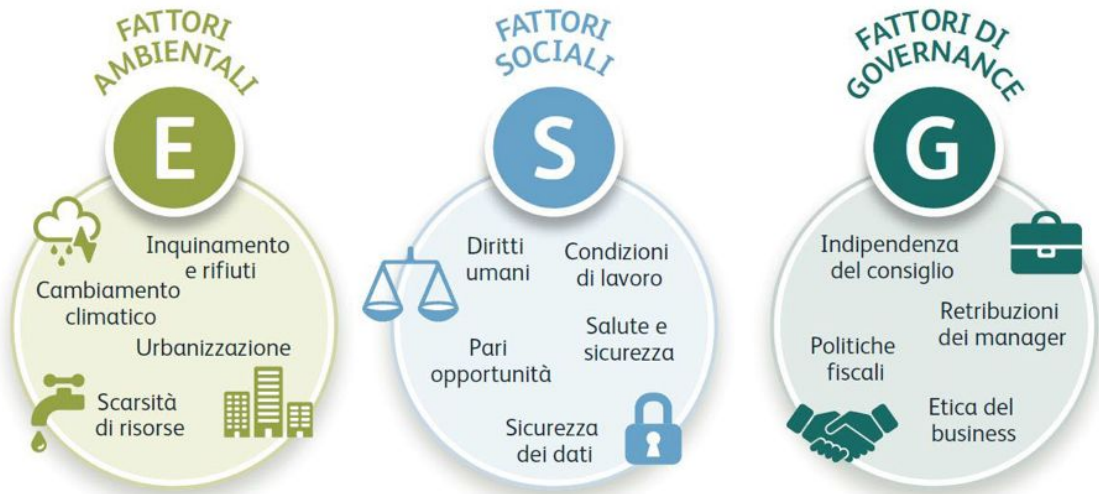 FATTORI
AMBIENTALI
E
Inquinamento
e rifiuti
Cambiamento
climatico
Urbanizzazione
Scarsità
di risorse
FATTORI
SOCIALI
S
Diritti
umani
Condizioni
di lavoro
Salute e
sicurezza
Pari
opportunità
Sicurezza
dei dati
FATTORI DI
GOVERNANCE
G
Indipendenza
del consiglio
Retribuzioni
dei manager
Politiche
fiscali
Etica del
business